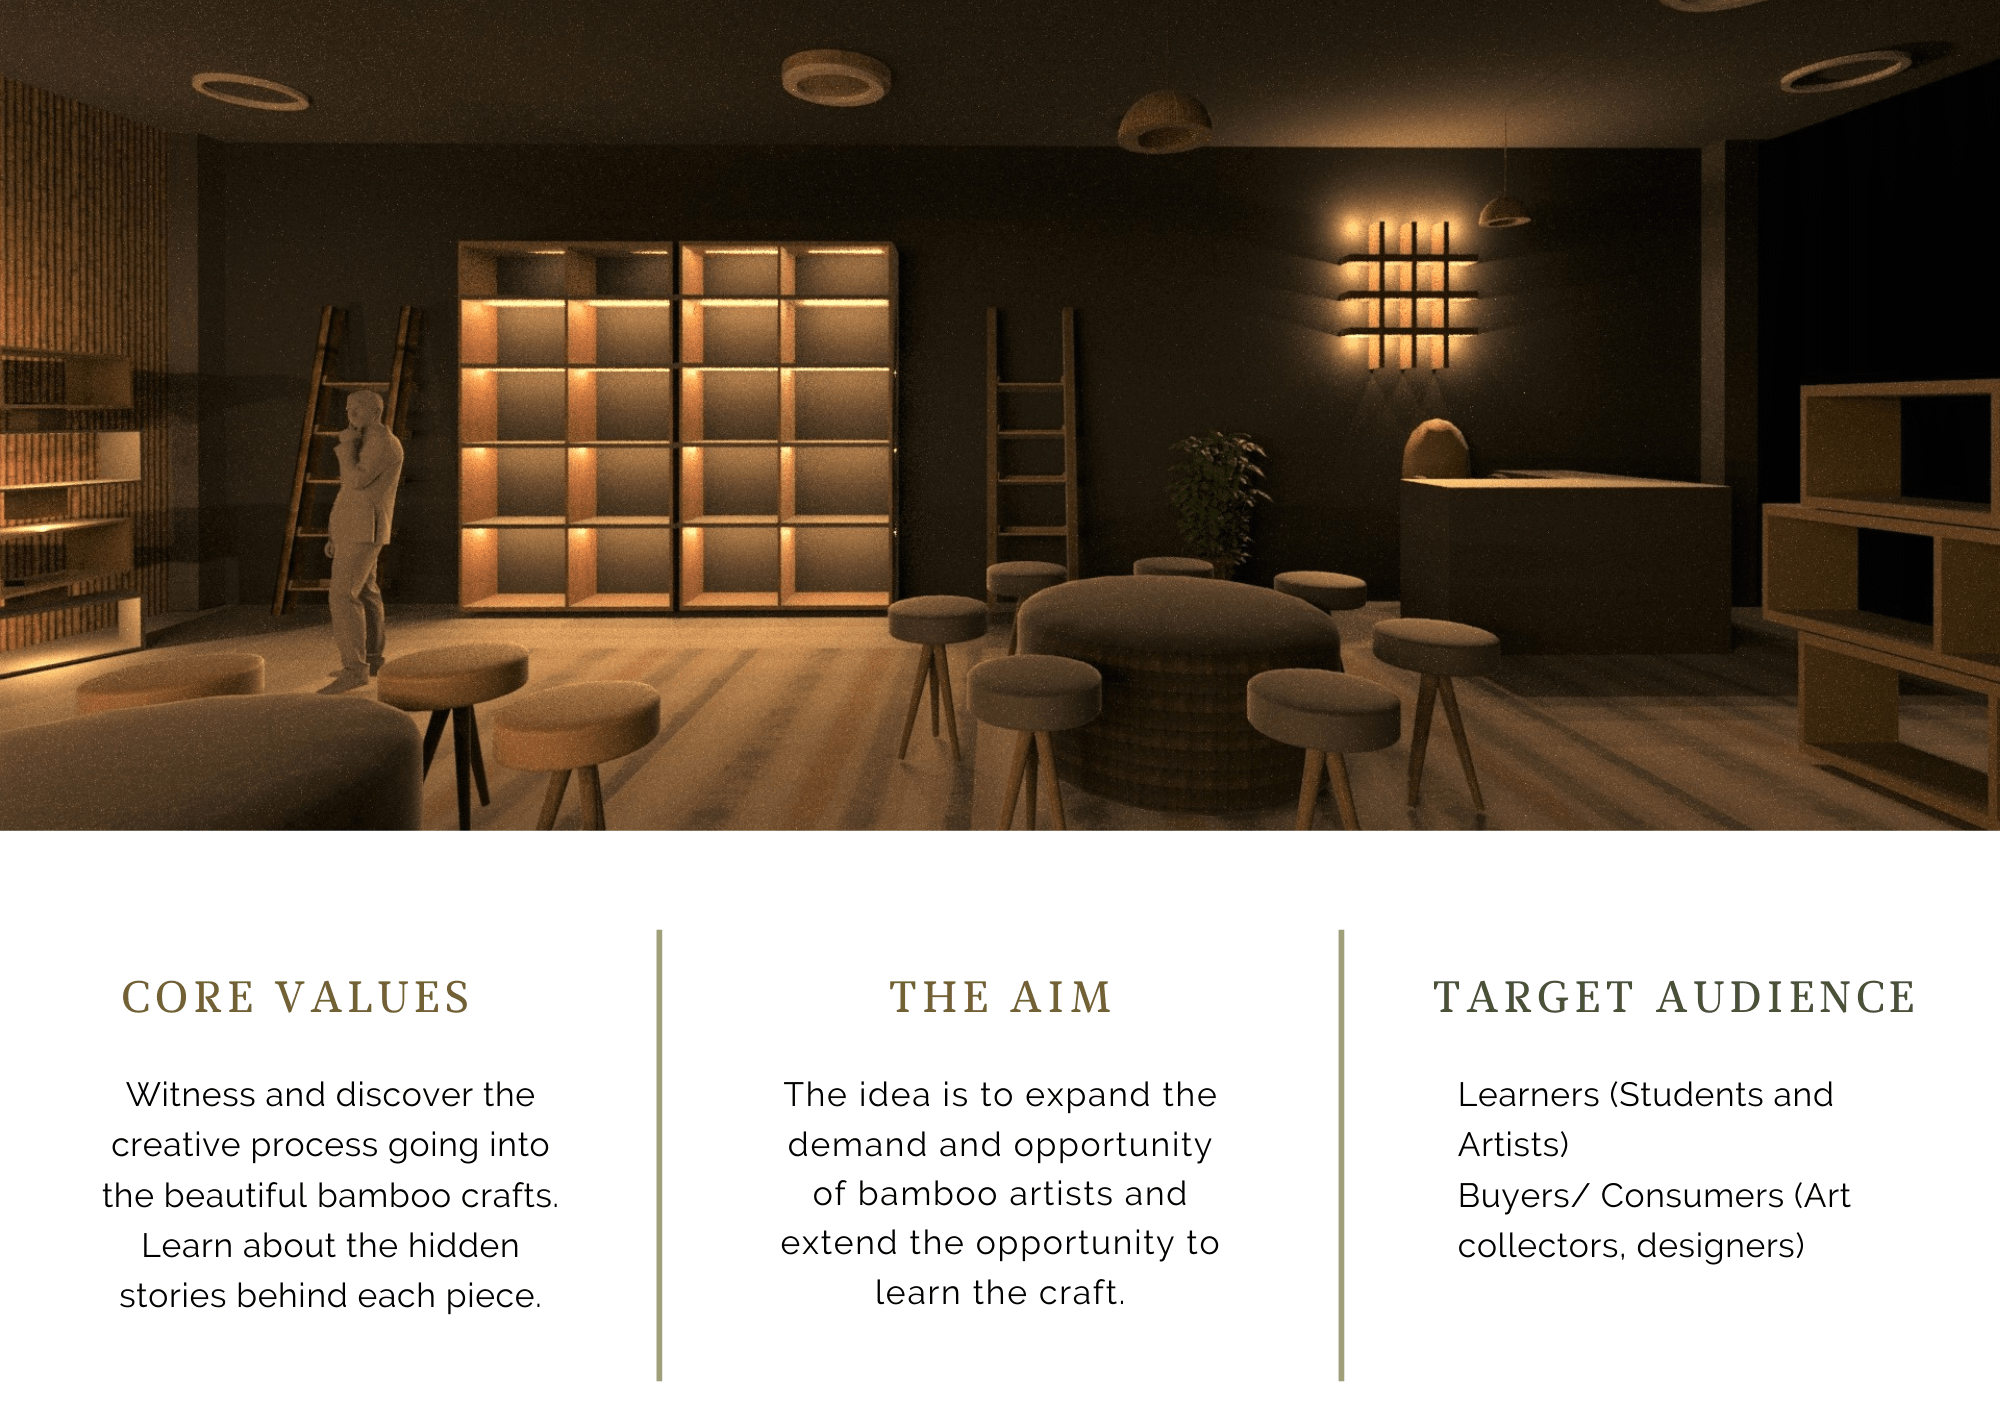 CORE VALUES
Witness and discover the
creative process going into
the beautiful bamboo crafts.
Learn about the hidden
stories behind each piece.
THE AIM
The idea is to expand the
demand and opportunity
of bamboo artists and
extend the opportunity to
learn the craft.
TARGET AUDIENCE
Learners (Students and
Artists)
Buyers/ Consumers (Art
collectors, designers)